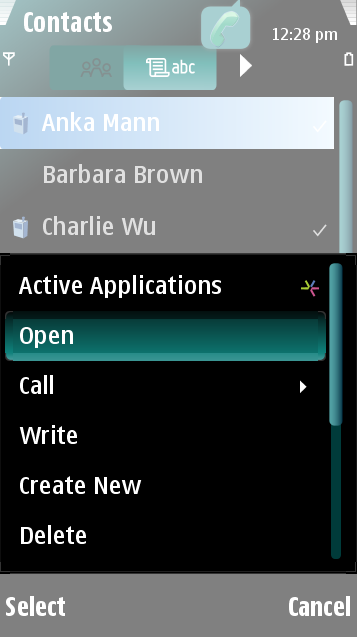 Contacts
12:28 pm
abc
Anka Mann
Barbara Brown
Charlie Wu
Active Applications
Open
Call
Write
Create New
Delete
Select
Cancel